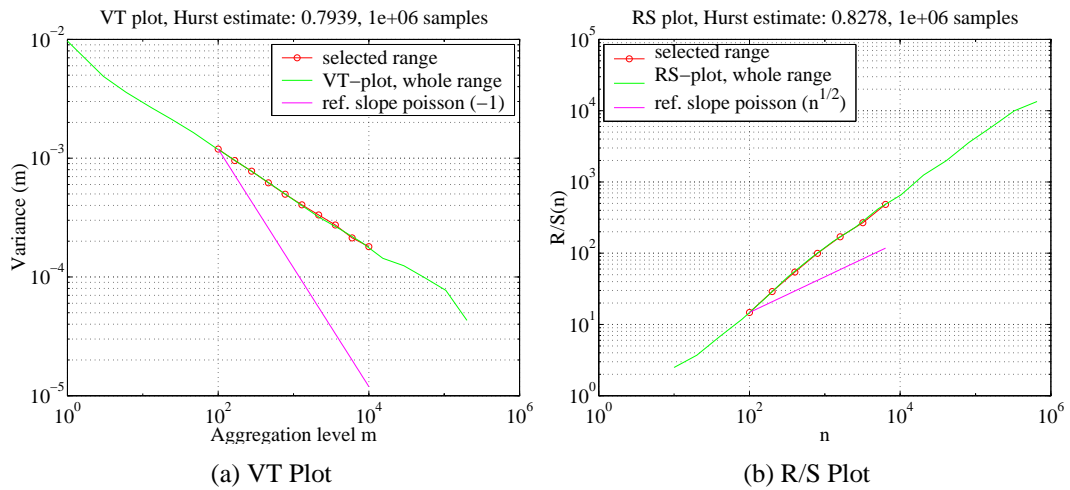 VT plot, Hurst estimate: 0.7939, 1e+06 samples
10^-2
10^-3
10^-4
10^-5
Variance (m)
selected range
VT−plot, whole range
ref. slope poisson (−1)
10^0
10^2
10^4
10^6
Aggregation level m
(a) VT Plot
RS plot, Hurst estimate: 0.8278, 1e+06 samples
10^5
10^4
10^3
10^2
10^1
10^0
R/S(n)
selected range
RS−plot, whole range
ref. slope poisson (n^1/2)
10^0
10^2
10^4
10^6
n
(b) R/S Plot